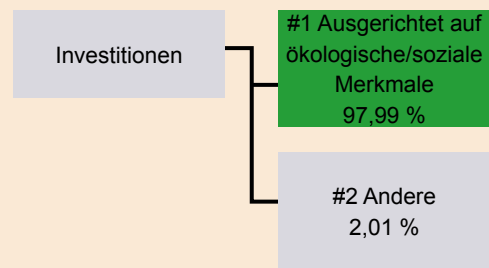 Investitionen
#1 Ausgerichtet auf
ökologische/soziale
Merkmale
97,99 %
#2 Andere
2,01 %